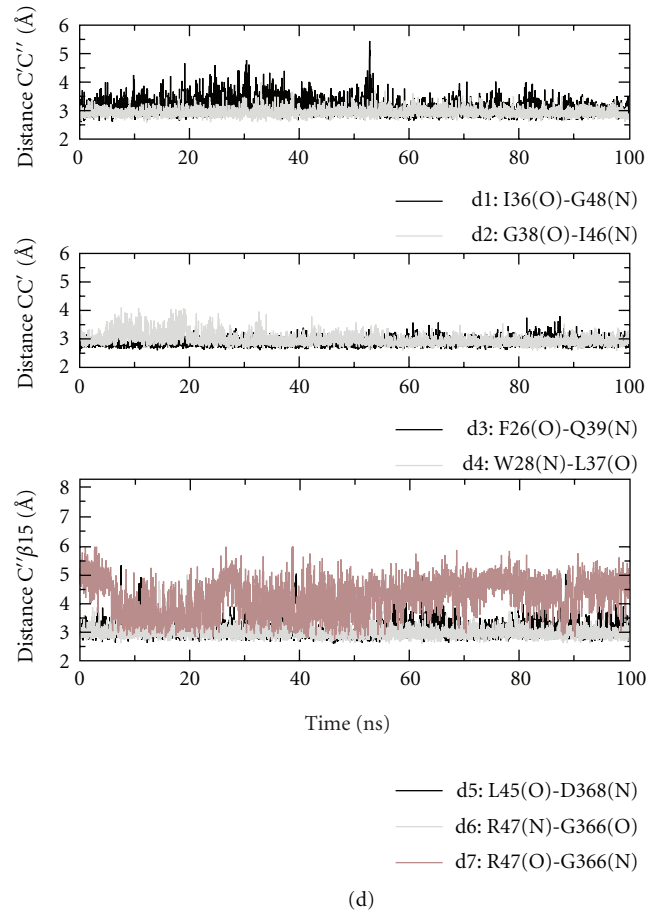 Distance C′C″ (Å)
6
5
4
3
2
0 20 40 60 80 100
d1: I36(O)-G48(N)
d2: G38(O)-I46(N)
Distance CC′ (Å)
6
5
4
3
2
0 20 40 60 80 100
d3: F26(O)-Q39(N)
d4: W28(N)-L37(O)
Distance C″β15 (Å)
8
7
6
5
4
3
2
0 20 40 60 80 100
Time (ns)
d5: L45(O)-D368(N)
d6: R47(N)-G366(O)
d7: R47(O)-G366(N)
(d)